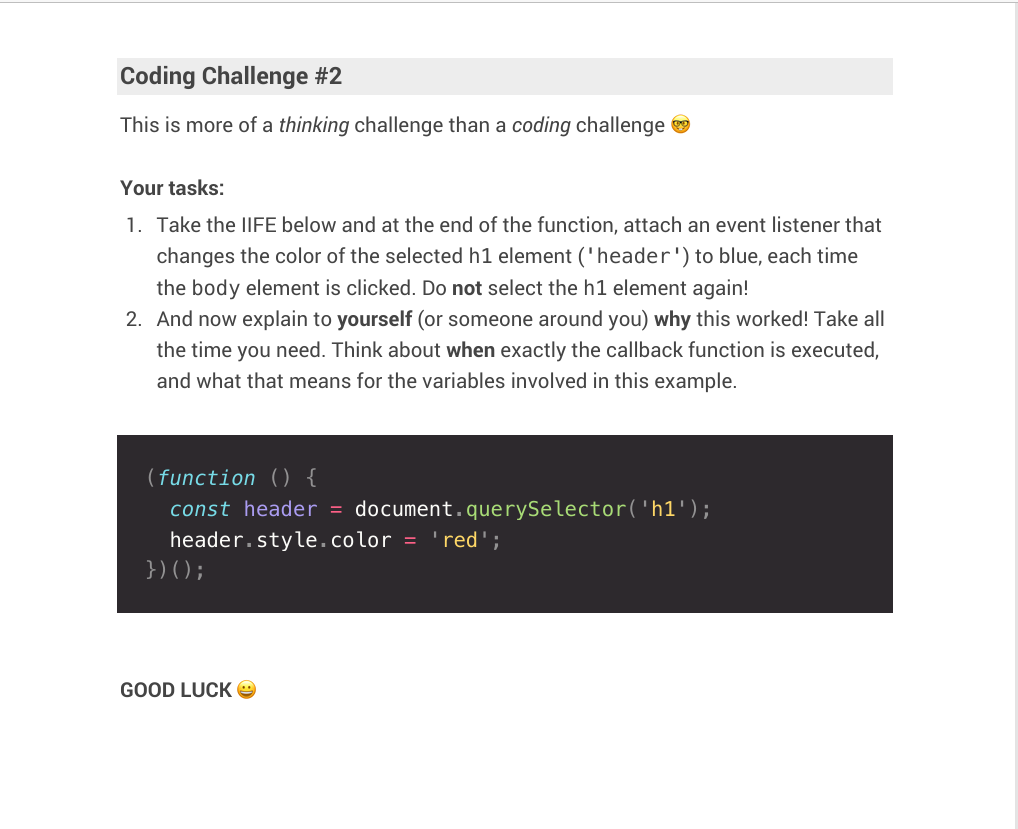 Coding Challenge #2
This is more of a thinking challenge than a coding challenge 🤓
Your tasks:
1. Take the IIFE below and at the end of the function, attach an event listener that
changes the color of the selected h1 element ('header') to blue, each time
the body element is clicked. Do not select the h1 element again!
2. And now explain to yourself (or someone around you) why this worked! Take all
the time you need. Think about when exactly the callback function is executed,
and what that means for the variables involved in this example.
(function () {
  const header = document.querySelector('h1');
  header.style.color = 'red';
})();
GOOD LUCK 😀